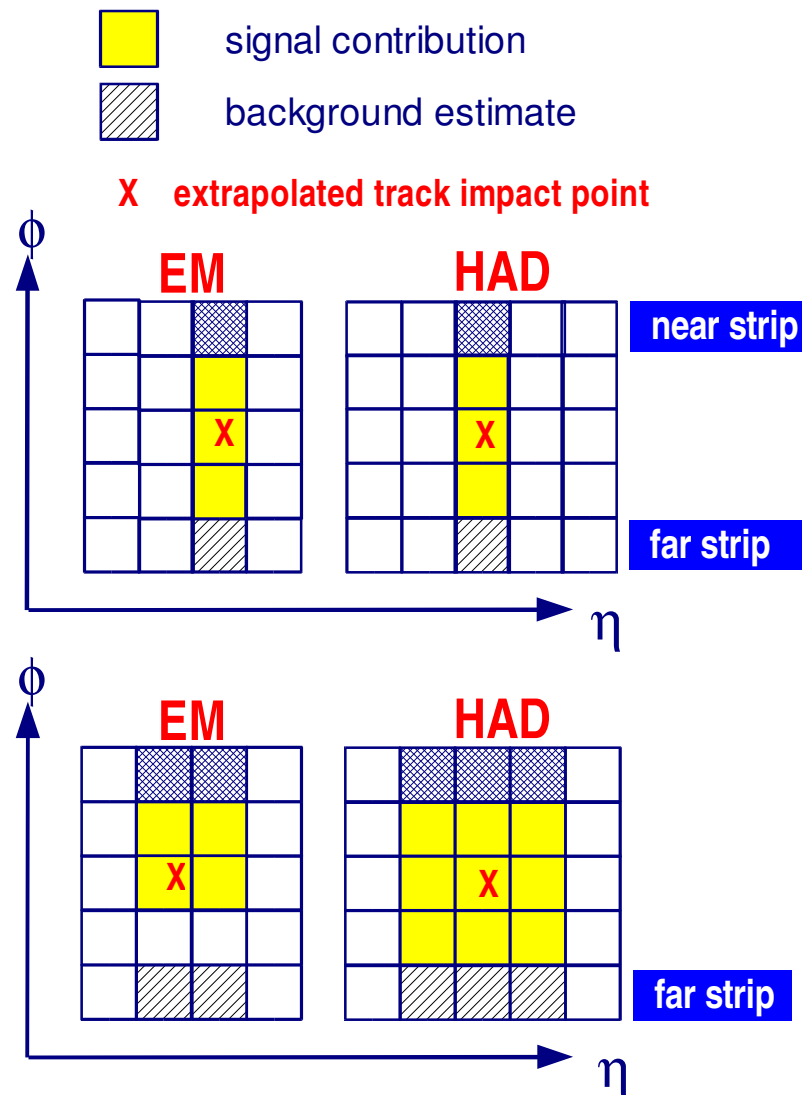 signal contribution
background estimate
X extrapolated track impact point
ϕ
EM HAD
near strip
X X
far strip
η
ϕ
EM HAD
X X
far strip
η